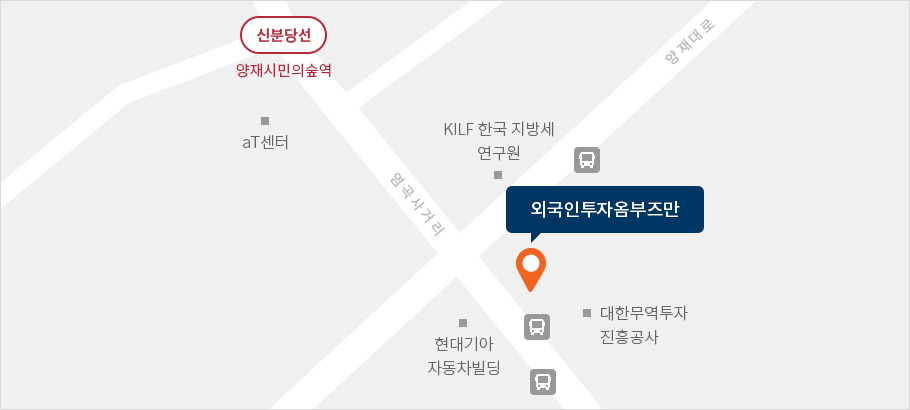 신분당선
양재시민의숲역
양재대로
aT센터
KILF 한국 지방세
연구원
염곡사거리
외국인투자옴부즈만
대한무역투자
진흥공사
현대기아
자동차빌딩